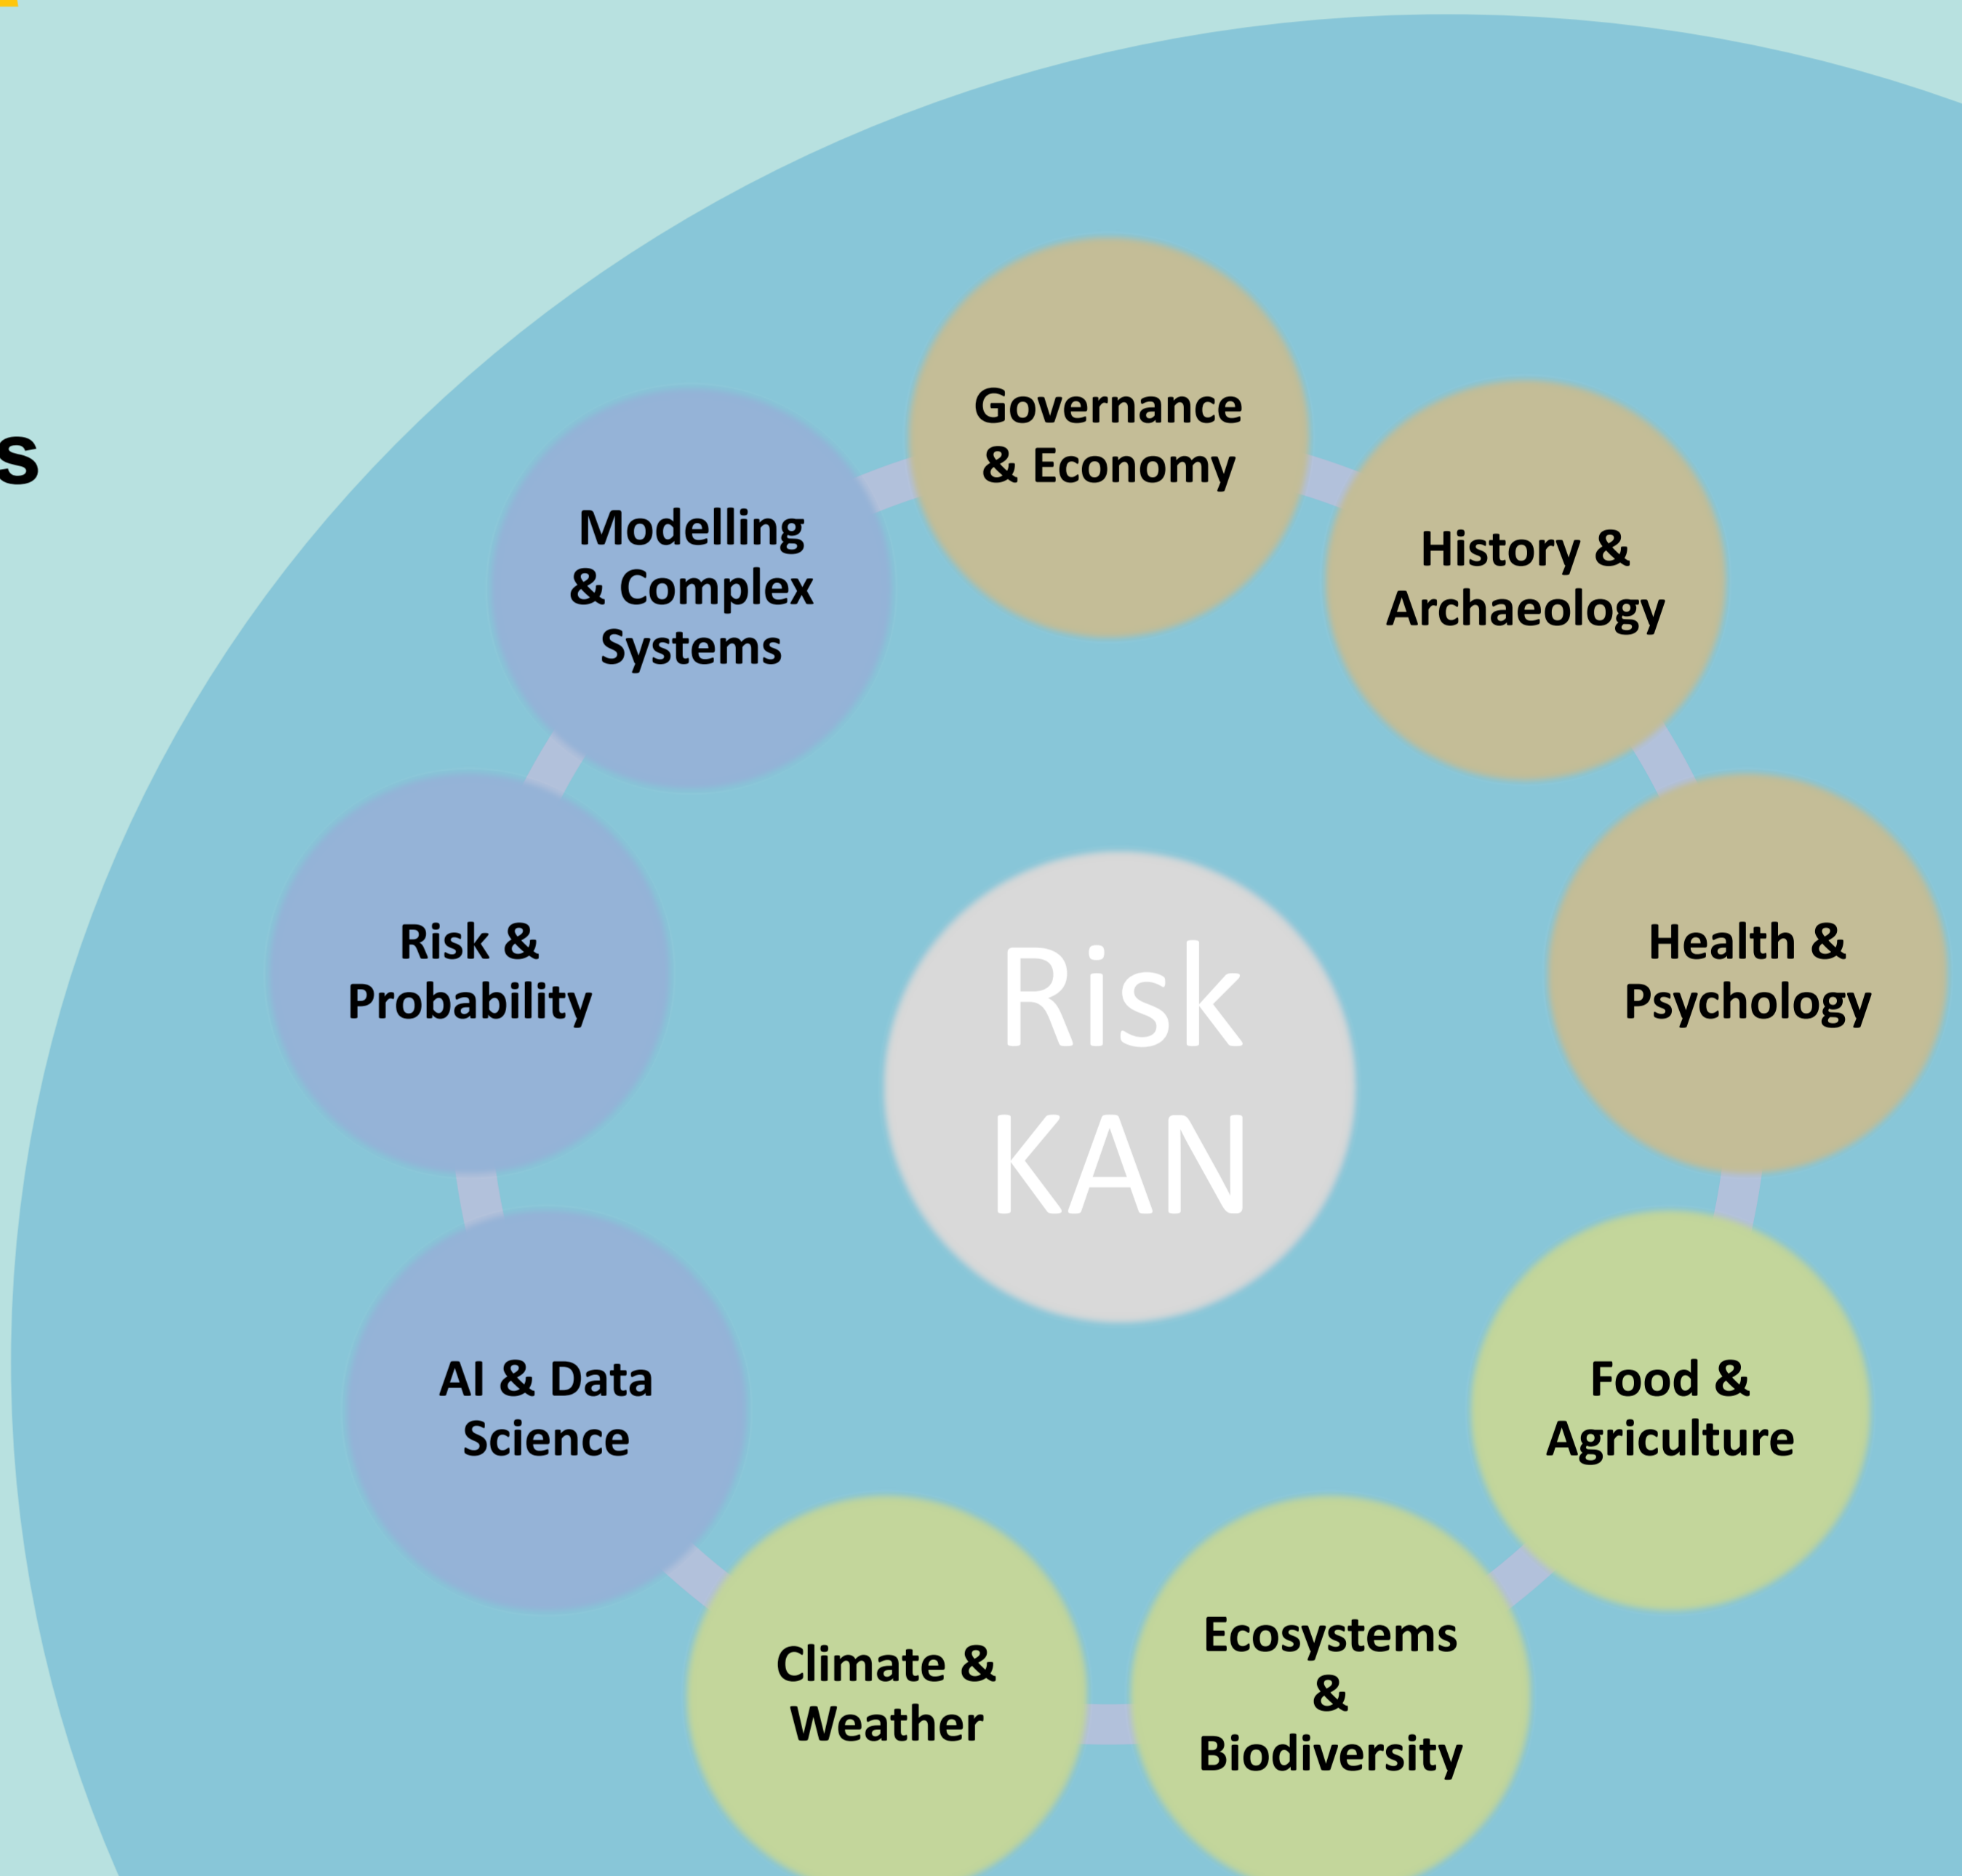 s
Governance
& Economy
Modelling
& Complex
Systems
History &
Archaeology
Risk &
Probability
Health &
Psychology
Risk
KAN
AI & Data
Science
Food &
Agriculture
Climate &
Weather
Ecosystems
&
Biodiversity